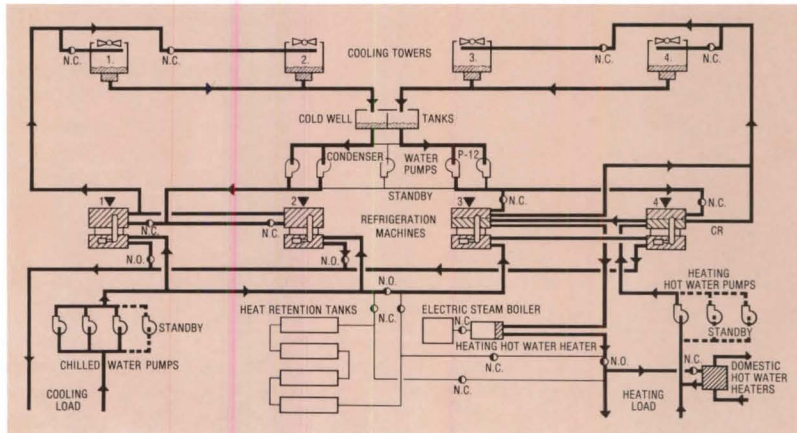 1.
2.
3.
4.
COOLING TOWERS
N.C.
N.C.
N.C.
N.C.
COLD WELL
TANKS
CONDENSER
WATER PUMPS
P-12
STANDBY
N.C.
N.C.
1
2
3
4
N.C.
N.C.
REFRIGERATION MACHINES
CR
N.O.
N.O.
N.O.
HEATING HOT WATER PUMPS
STANDBY
HEAT RETENTION TANKS
N.C.
ELECTRIC STEAM BOILER
N.C.
HEATING HOT WATER HEATER
STANDBY
CHILLED WATER PUMPS
N.C.
N.O.
N.C.
DOMESTIC HOT WATER HEATERS
N.C.
COOLING LOAD
HEATING LOAD